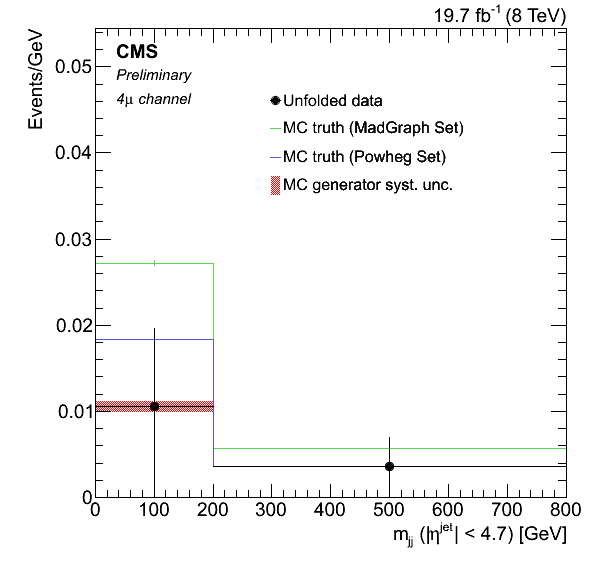 19.7 fb⁻¹ (8 TeV)
Events/GeV
CMS
Preliminary
4μ channel
Unfolded data
MC truth (MadGraph Set)
MC truth (Powheg Set)
MC generator syst. unc.
0.05
0.04
0.03
0.02
0.01
0
0 100 200 300 400 500 600 700 800
m_jj (|η^jet| < 4.7) [GeV]